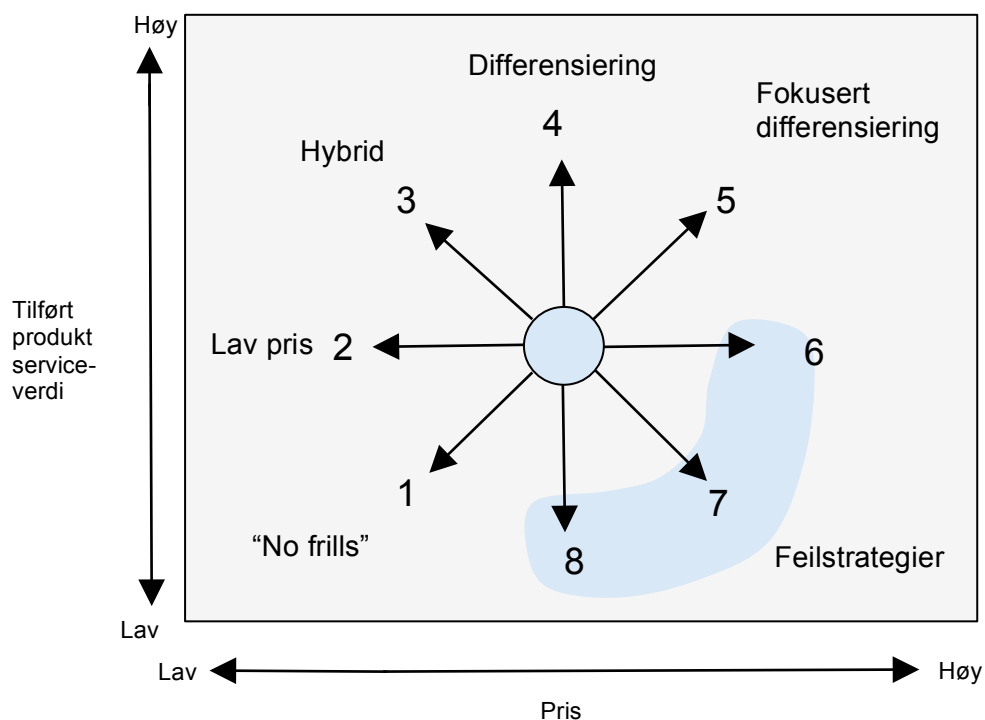 Høy
Differensiering
Fokusert
differensiering
4
Hybrid
3
5
Tilført
produkt
service-
verdi
Lav pris 2
6
1
7
“No frills”
8
Feilstrategier
Lav
Lav
Høy
Pris